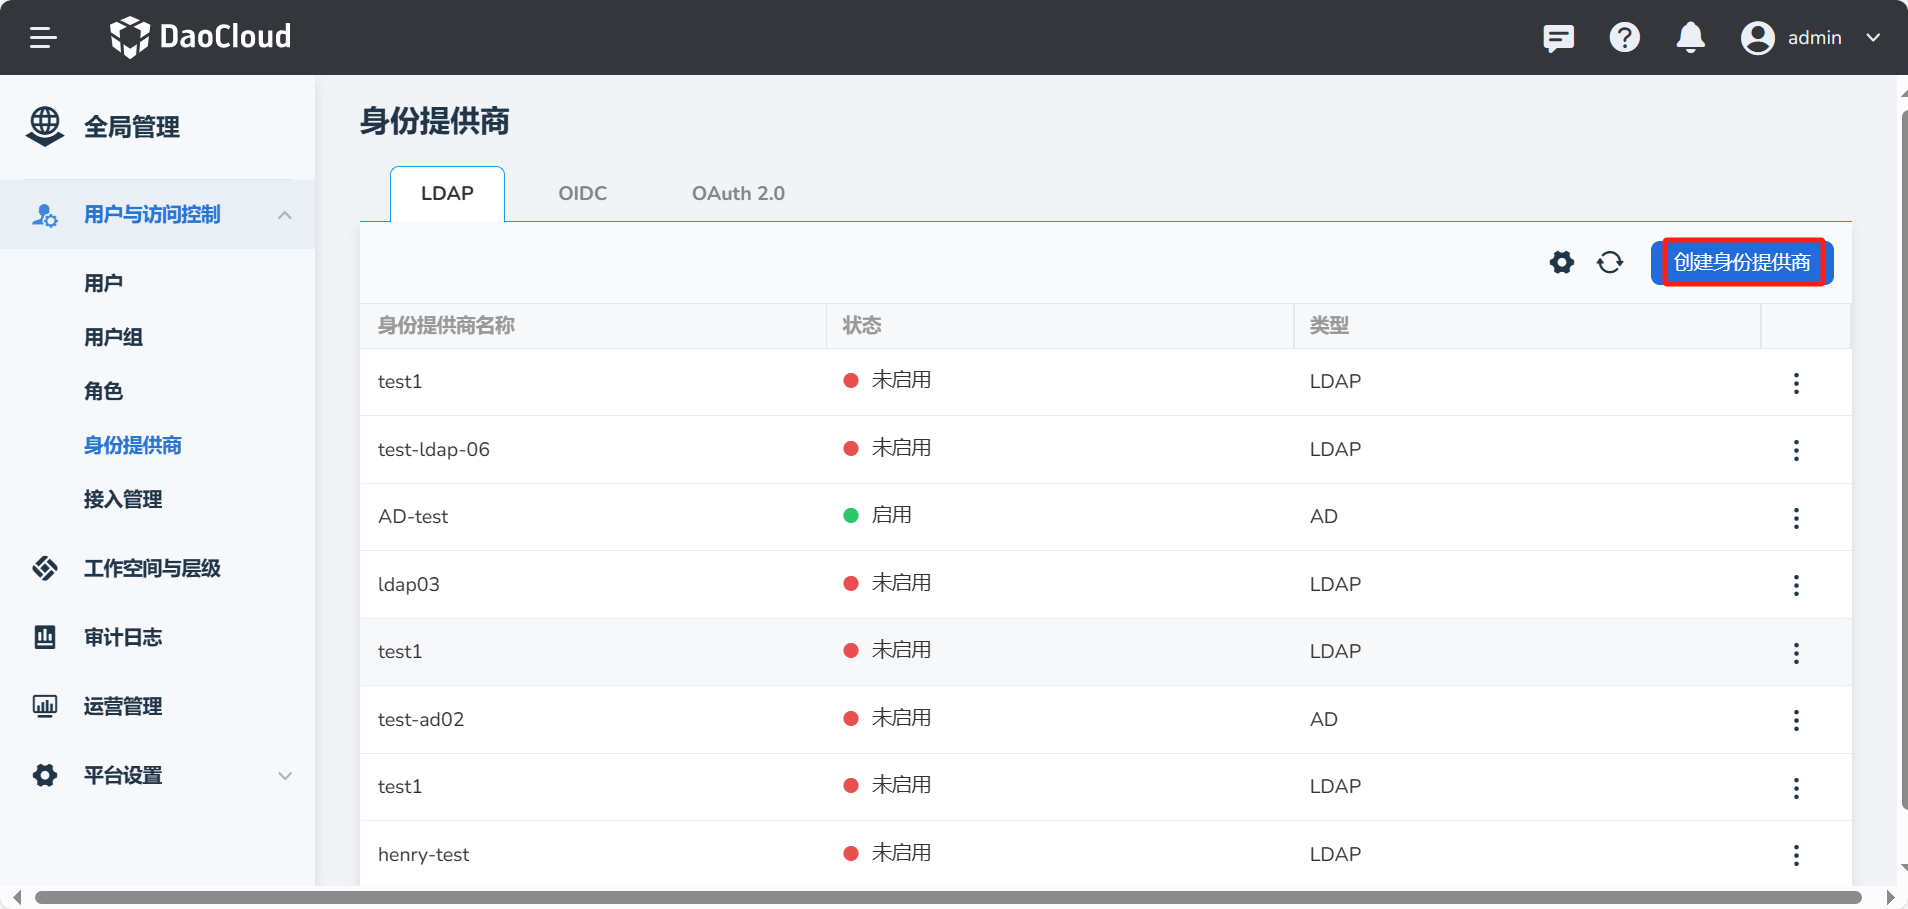 DaoCloud
admin
全局管理
用户与访问控制
用户
用户组
角色
身份提供商
接入管理
工作空间与层级
审计日志
运营管理
平台设置
身份提供商
LDAP OIDC OAuth 2.0
创建身份提供商
身份提供商名称 状态 类型
test1 未启用 LDAP
test-ldap-06 未启用 LDAP
AD-test 启用 AD
ldap03 未启用 LDAP
test1 未启用 LDAP
test-ad02 未启用 AD
test1 未启用 LDAP
henry-test 未启用 LDAP